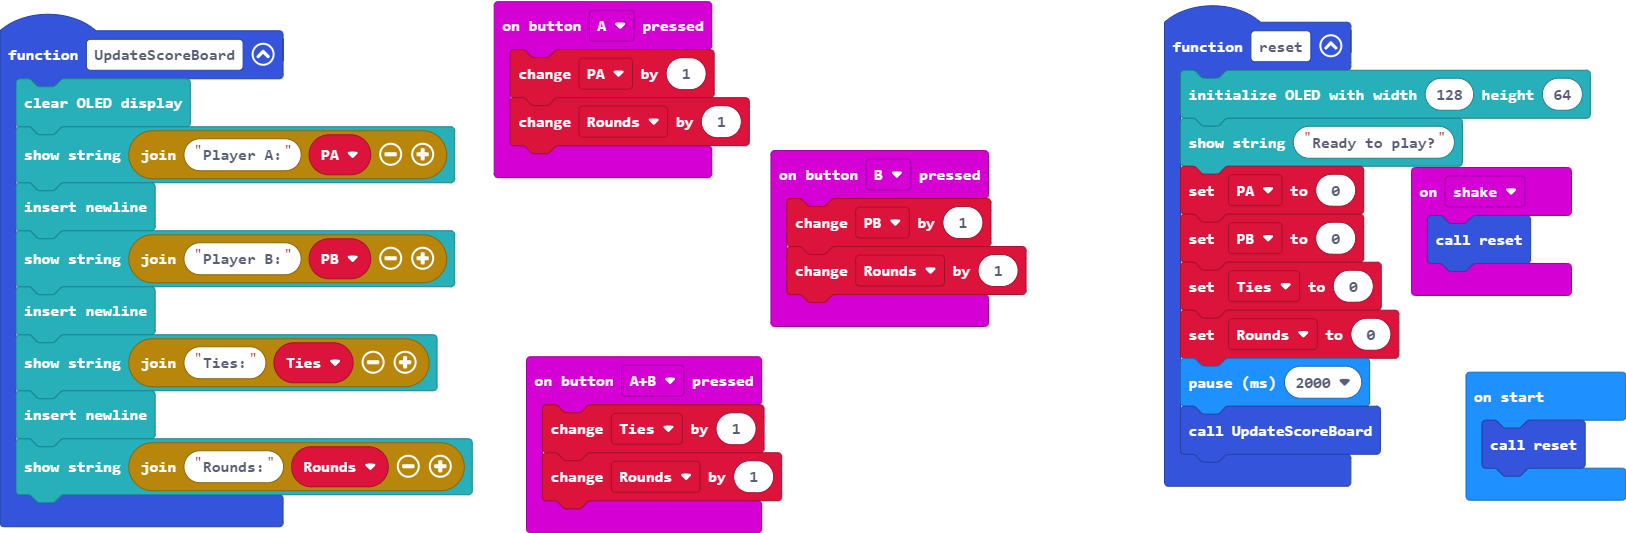 function UpdateScoreBoard
clear OLED display
show string join "Player A:" PA
insert newline
show string join "Player B:" PB
insert newline
show string join "Ties:" Ties
insert newline
show string join "Rounds:" Rounds
on button A pressed
change PA by 1
change Rounds by 1
on button B pressed
change PB by 1
change Rounds by 1
on button A+B pressed
change Ties by 1
change Rounds by 1
function reset
initialize OLED with width 128 height 64
show string "Ready to play?"
set PA to 0
set PB to 0
set Ties to 0
set Rounds to 0
pause (ms) 2000
call UpdateScoreBoard
on shake
call reset
on start
call reset